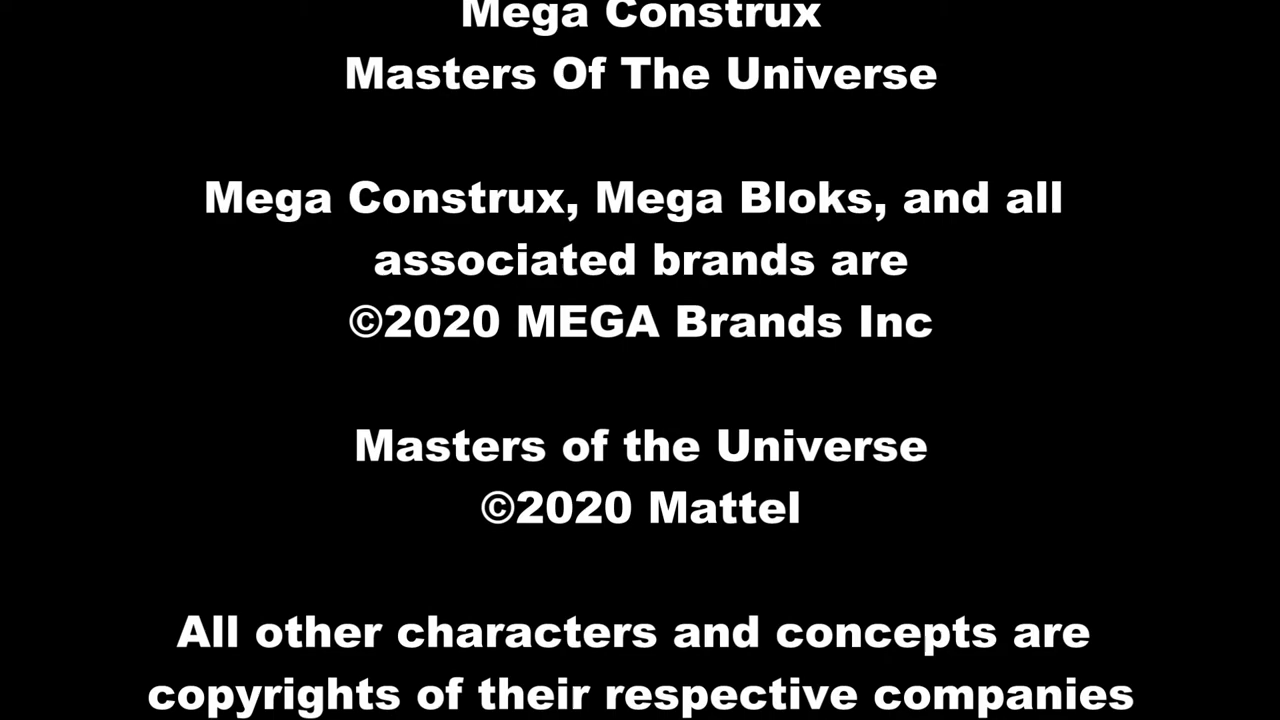 Mega Construx
Masters Of The Universe
Mega Construx, Mega Bloks, and all
associated brands are
©2020 MEGA Brands Inc
Masters of the Universe
©2020 Mattel
All other characters and concepts are
copyrights of their respective companies